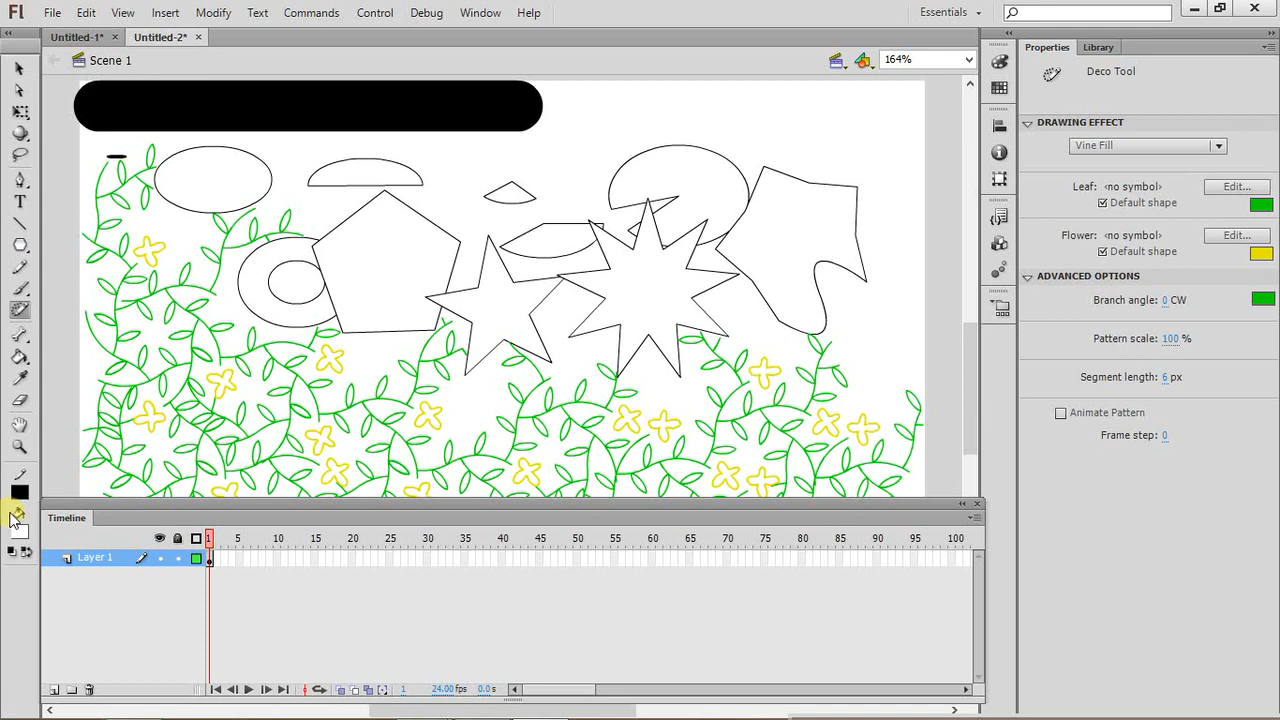 Fl File Edit View Insert Modify Text Commands Control Debug Window Help Essentials
Untitled-1* × Untitled-2* ×
Scene 1 164%
Properties Library
Deco Tool
DRAWING EFFECT
Vine Fill
Leaf: <no symbol> Edit...
Default shape
Flower: <no symbol> Edit...
Default shape
ADVANCED OPTIONS
Branch angle: 0 CW
Pattern scale: 100 %
Segment length: 6 px
Animate Pattern
Frame step: 0
T
Timeline
1 5 10 15 20 25 30 35 40 45 50 55 60 65 70 75 80 85 90 95 100
Layer 1
1 24.00fps 0.0s